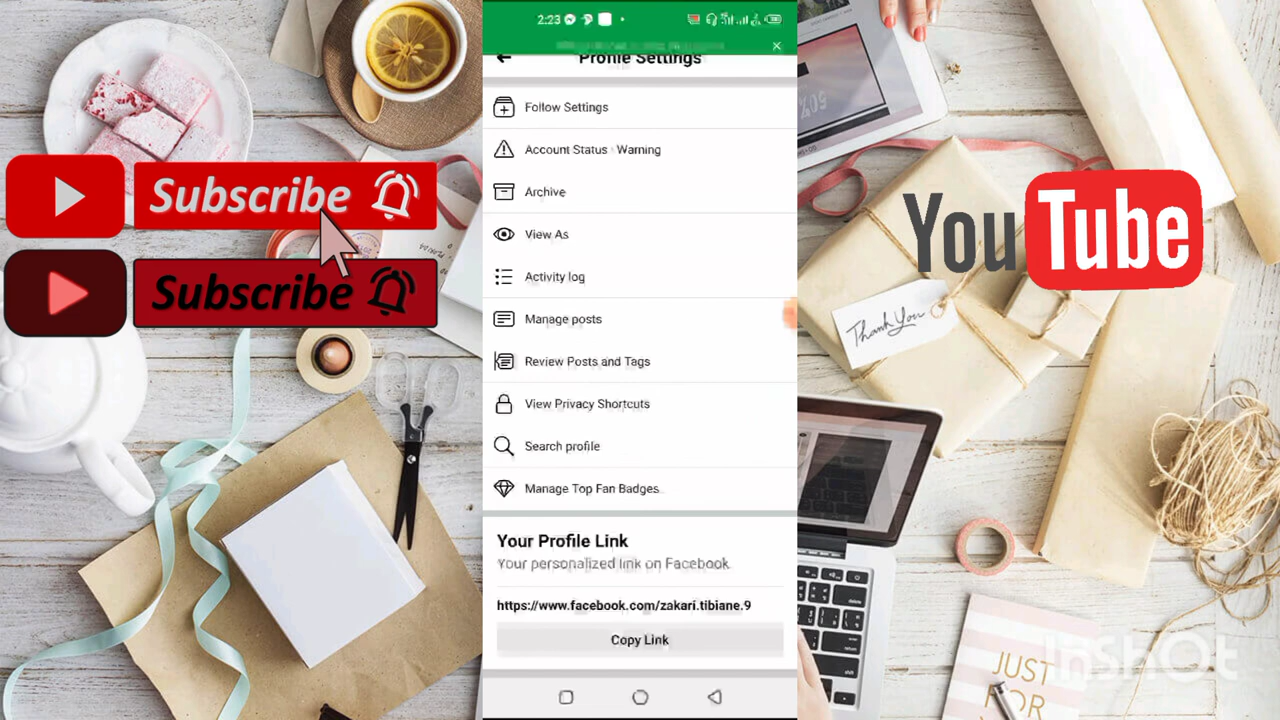 2:23
Profile Settings
Follow Settings
Account Status · Warning
Archive
View As
Activity log
Manage posts
Review Posts and Tags
View Privacy Shortcuts
Search profile
Manage Top Fan Badges
Your Profile Link
Your personalized link on Facebook
https://www.facebook.com/zakari.tibiane.9
Copy Link
Subscribe
Subscribe
YouTube
50%
Thank You
JUST
FOR
InShOt